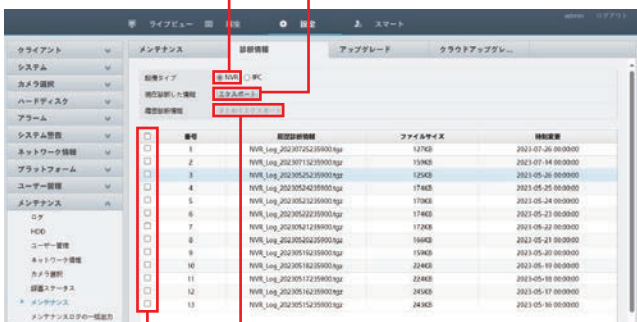 admin ログアウト
ライブビュー 再生 設定 スマート
クライアント
システム
カメラ選択
ハードディスク
アラーム
システム警告
ネットワーク情報
プラットフォーム
ユーザー管理
メンテナンス
ログ
HDD
ユーザー管理
ネットワーク情報
カメラ選択
録画ステータス
メンテナンス
メンテナンスログの一括出力
メンテナンス 診断情報 アップグレード クラウドアップグレ...
設備タイプ NVR IPC
現在診断した情報 エクスポート
履歴診断情報
番号 履歴診断情報 ファイルサイズ 時刻変更
1 NVR_Log_20230725235900.tgz 127KB 2023-07-26 00:00:00
2 NVR_Log_20230713235900.tgz 159KB 2023-07-14 00:00:00
3 NVR_Log_20230525235900.tgz 125KB 2023-05-26 00:00:00
4 NVR_Log_20230524235900.tgz 174KB 2023-05-25 00:00:00
5 NVR_Log_20230523235900.tgz 170KB 2023-05-24 00:00:00
6 NVR_Log_20230522235900.tgz 174KB 2023-05-23 00:00:00
7 NVR_Log_20230521235900.tgz 172KB 2023-05-22 00:00:00
8 NVR_Log_20230520235900.tgz 166KB 2023-05-21 00:00:00
9 NVR_Log_20230519235900.tgz 159KB 2023-05-20 00:00:00
10 NVR_Log_20230518235900.tgz 224KB 2023-05-19 00:00:00
11 NVR_Log_20230517235900.tgz 224KB 2023-05-18 00:00:00
12 NVR_Log_20230516235900.tgz 245KB 2023-05-17 00:00:00
13 NVR_Log_20230515235900.tgz 243KB 2023-05-16 00:00:00